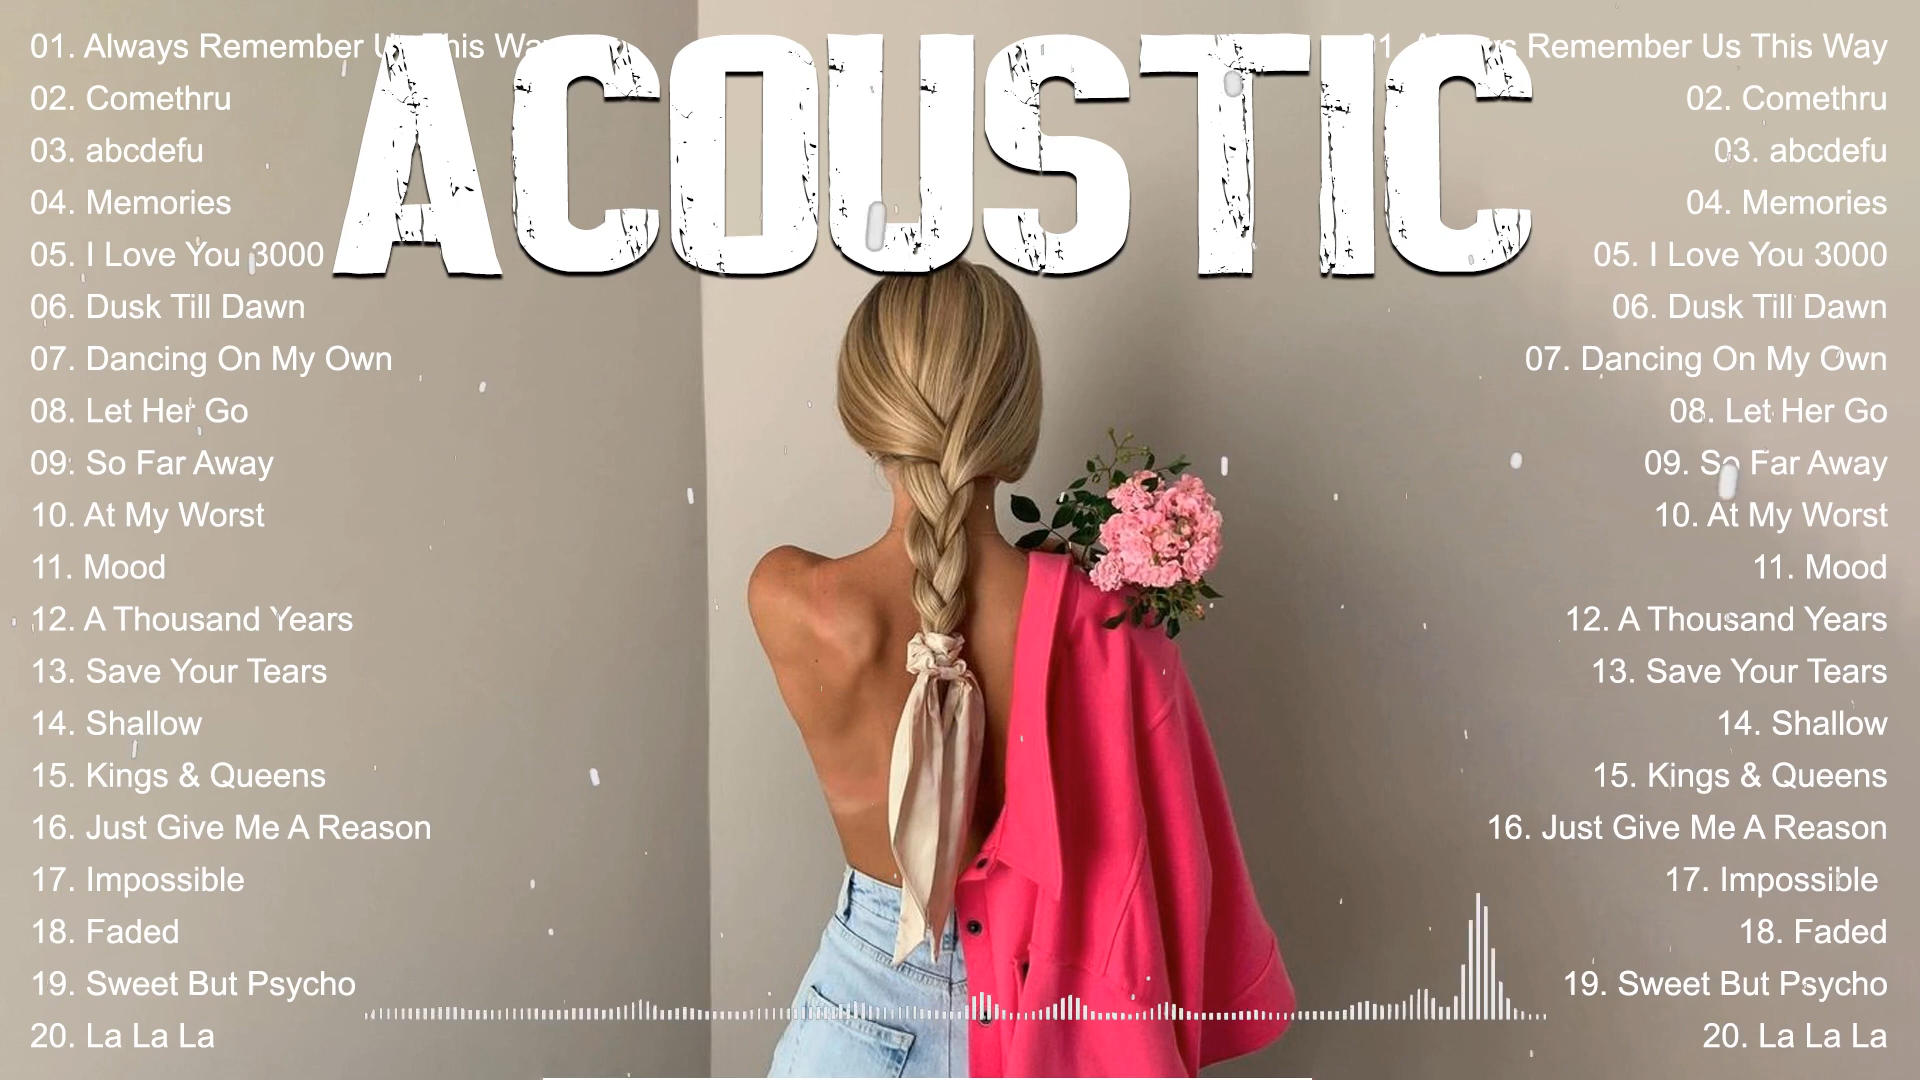 ACOUSTIC
01. Always Remember Us This Way
02. Comethru
03. abcdefu
04. Memories
05. I Love You 3000
06. Dusk Till Dawn
07. Dancing On My Own
08. Let Her Go
09. So Far Away
10. At My Worst
11. Mood
12. A Thousand Years
13. Save Your Tears
14. Shallow
15. Kings & Queens
16. Just Give Me A Reason
17. Impossible
18. Faded
19. Sweet But Psycho
20. La La La
01. Always Remember Us This Way
02. Comethru
03. abcdefu
04. Memories
05. I Love You 3000
06. Dusk Till Dawn
07. Dancing On My Own
08. Let Her Go
09. So Far Away
10. At My Worst
11. Mood
12. A Thousand Years
13. Save Your Tears
14. Shallow
15. Kings & Queens
16. Just Give Me A Reason
17. Impossible
18. Faded
19. Sweet But Psycho
20. La La La